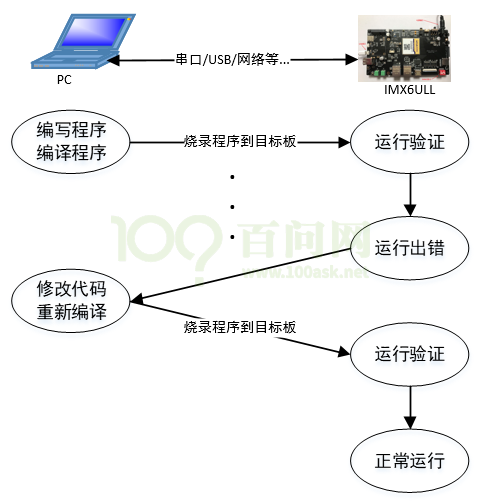 串口/USB/网络等...
PC
IMX6ULL
编写程序
编译程序
烧录程序到目标板
运行验证
100 百问网
www.100ask.net
运行出错
修改代码
重新编译
烧录程序到目标板
运行验证
正常运行